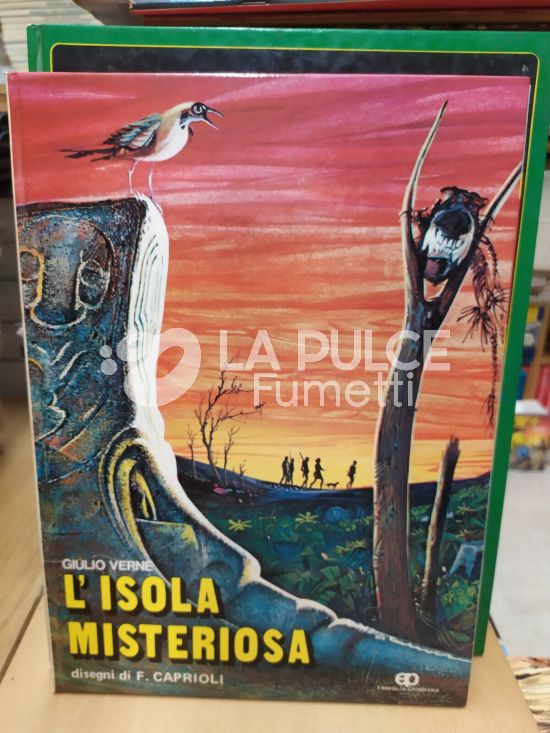 LA PULCE
Fumetti
GIULIO VERNE
L'ISOLA
MISTERIOSA
disegni di F. CAPRIOLI
FAMIGLIA CRISTIANA